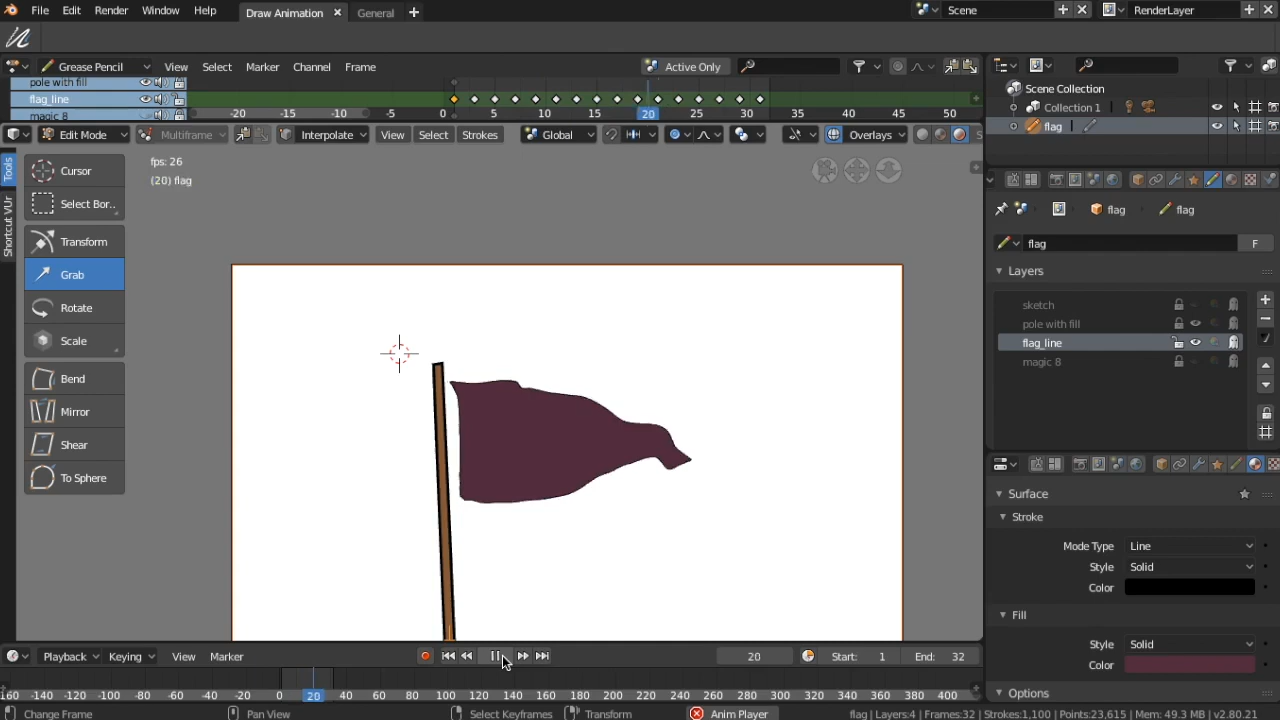 File Edit Render Window Help Draw Animation General Scene RenderLayer
Grease Pencil View Select Marker Channel Frame Active Only
pole with fill
flag_line
magic 8
-20 -15 -10 -5 0 5 10 15 20 25 30 35 40 45 50
Edit Mode Multiframe Interpolate View Select Strokes Global Overlays
Tools
Shortcut VUr
Cursor
Select Bor..
Transform
Grab
Rotate
Scale
Bend
Mirror
Shear
To Sphere
fps: 26
(20) flag
Scene Collection
Collection 1
flag
flag flag
flag F
Layers
sketch
pole with fill
flag_line
magic 8
Surface
Stroke
Mode Type Line
Style Solid
Color
Fill
Style Solid
Color
Options
Playback Keying View Marker 20 Start: 1 End: 32
-160 -140 -120 -100 -80 -60 -40 -20 0 20 40 60 80 100 120 140 160 180 200 220 240 260 280 300 320 340 360 380 400
Change Frame Pan View Select Keyframes Transform Anim Player flag | Layers:4 | Frames:32 | Strokes:1,100 | Points:23,615 | Mem: 49.3 MB | v2.80.21